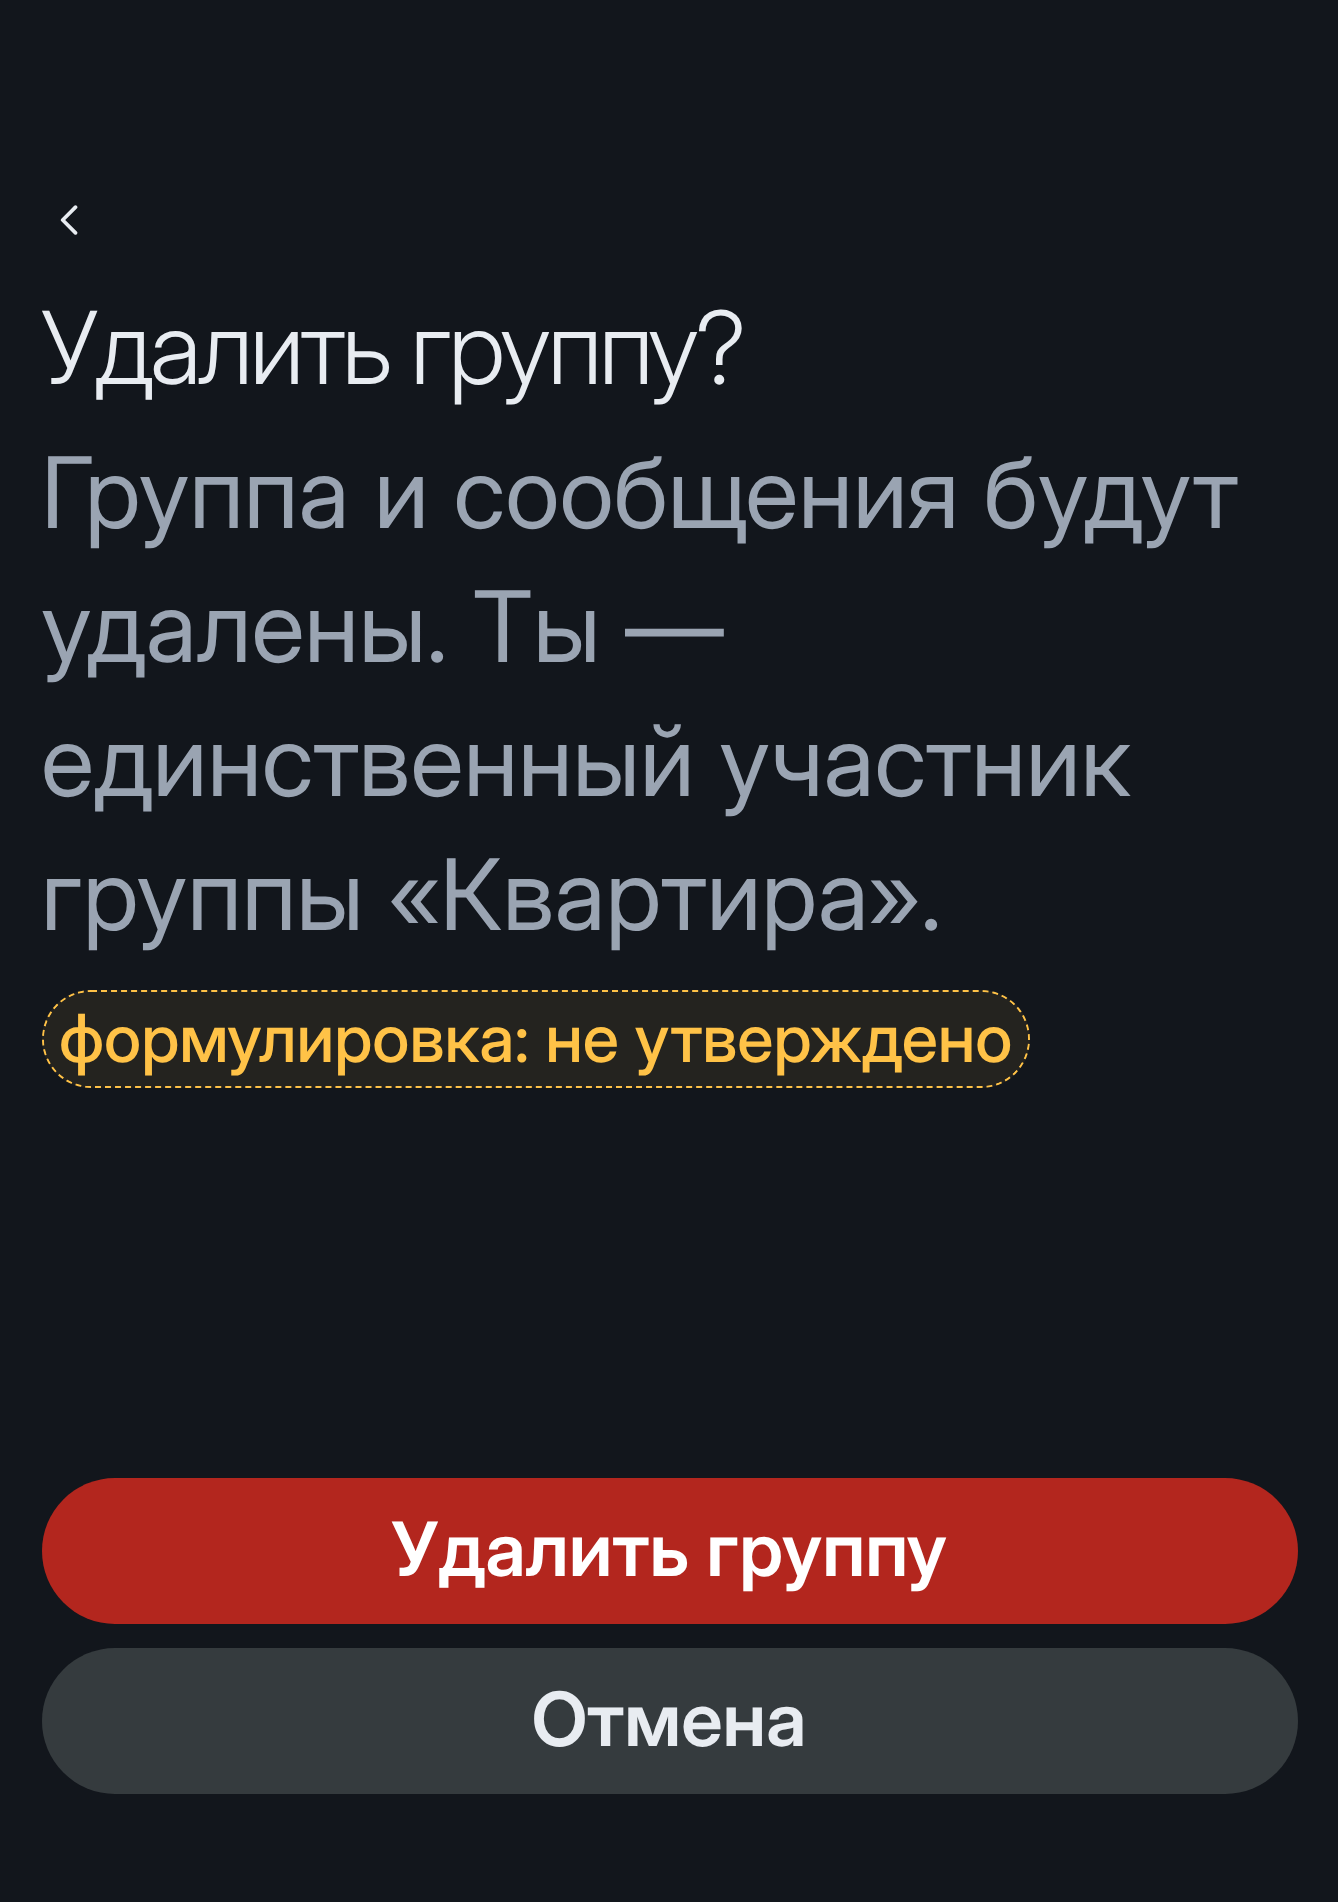 Удалить группу?
Группа и сообщения будут
удалены. Ты —
единственный участник
группы «Квартира».
формулировка: не утверждено
Удалить группу
Отмена